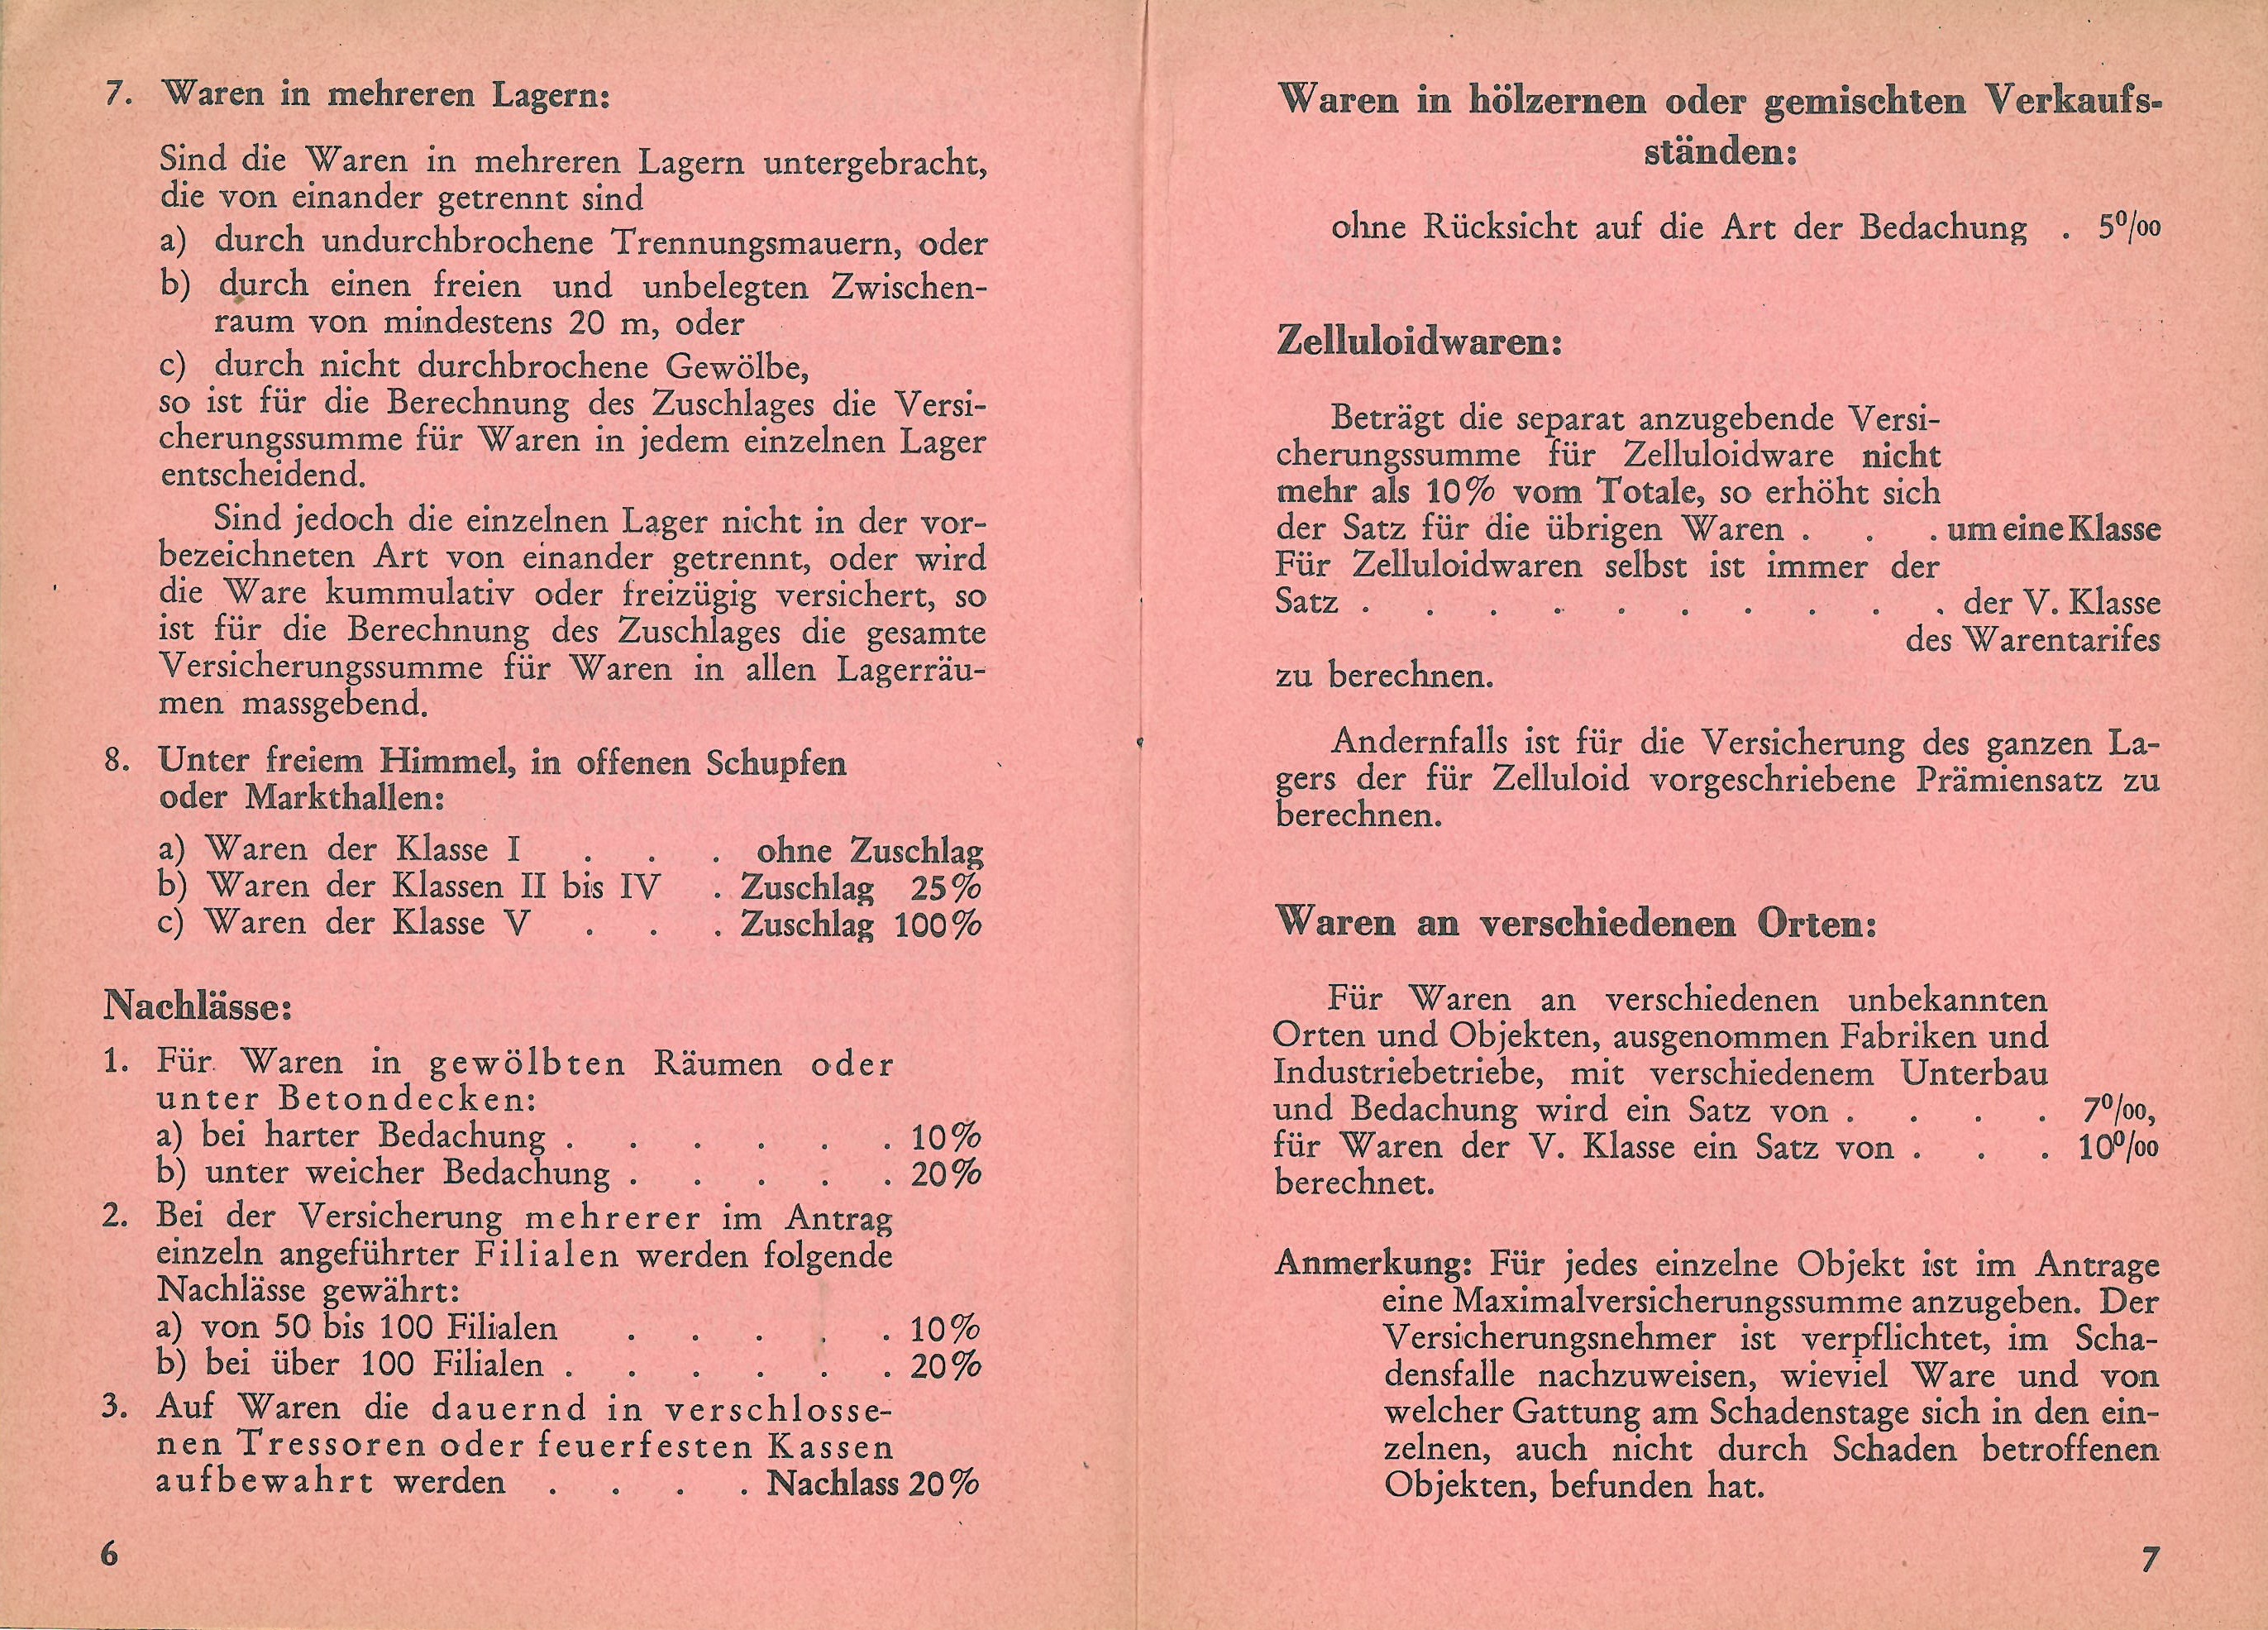 7. Waren in mehreren Lagern:
Sind die Waren in mehreren Lagern untergebracht,
die von einander getrennt sind
a) durch undurchbrochene Trennungsmauern, oder
b) durch einen freien und unbelegten Zwischen-
raum von mindestens 20 m, oder
c) durch nicht durchbrochene Gewölbe,
so ist für die Berechnung des Zuschlages die Versi-
cherungssumme für Waren in jedem einzelnen Lager
entscheidend.
Sind jedoch die einzelnen Lager nicht in der vor-
bezeichneten Art von einander getrennt, oder wird
die Ware kummulativ oder freizügig versichert, so
ist für die Berechnung des Zuschlages die gesamte
Versicherungssumme für Waren in allen Lagerräu-
men massgebend.
8. Unter freiem Himmel, in offenen Schupfen
oder Markthallen:
a) Waren der Klasse I . . . ohne Zuschlag
b) Waren der Klassen II bis IV . Zuschlag 25%
c) Waren der Klasse V . . . Zuschlag 100%
Nachlässe:
1. Für Waren in gewölbten Räumen oder
unter Betondecken:
a) bei harter Bedachung . . . . . . 10%
b) unter weicher Bedachung . . . . . 20%
2. Bei der Versicherung mehrerer im Antrag
einzeln angeführter Filialen werden folgende
Nachlässe gewährt:
a) von 50 bis 100 Filialen . . . . . 10%
b) bei über 100 Filialen . . . . . . 20%
3. Auf Waren die dauernd in verschlosse-
nen Tressoren oder feuerfesten Kassen
aufbewahrt werden . . . . Nachlass 20%
6
Waren in hölzernen oder gemischten Verkaufs-
ständen:
ohne Rücksicht auf die Art der Bedachung . 5‰
Zelluloidwaren:
Beträgt die separat anzugebende Versi-
cherungssumme für Zelluloidware nicht
mehr als 10% vom Totale, so erhöht sich
der Satz für die übrigen Waren . . . um eine Klasse
Für Zelluloidwaren selbst ist immer der
Satz . . . . . . . . . . der V. Klasse
des Warentarifes
zu berechnen.
Andernfalls ist für die Versicherung des ganzen La-
gers der für Zelluloid vorgeschriebene Prämiensatz zu
berechnen.
Waren an verschiedenen Orten:
Für Waren an verschiedenen unbekannten
Orten und Objekten, ausgenommen Fabriken und
Industriebetriebe, mit verschiedenem Unterbau
und Bedachung wird ein Satz von . . . . 7‰,
für Waren der V. Klasse ein Satz von . . . 10‰
berechnet.
Anmerkung: Für jedes einzelne Objekt ist im Antrage
eine Maximalversicherungssumme anzugeben. Der
Versicherungsnehmer ist verpflichtet, im Scha-
densfalle nachzuweisen, wieviel Ware und von
welcher Gattung am Schadenstage sich in den ein-
zelnen, auch nicht durch Schaden betroffenen
Objekten, befunden hat.
7